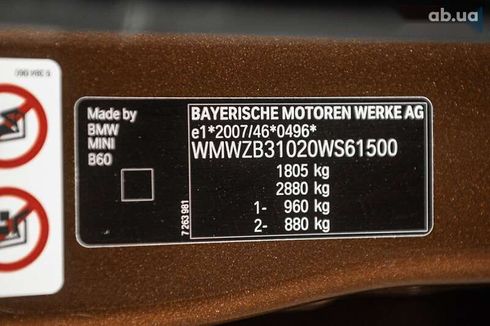 ab.ua
Made by
BMW
MINI
B60
7 263 981
BAYERISCHE MOTOREN WERKE AG
e1*2007/46*0496*
WMWZB31020WS61500
1805 kg
2880 kg
1- 960 kg
2- 880 kg